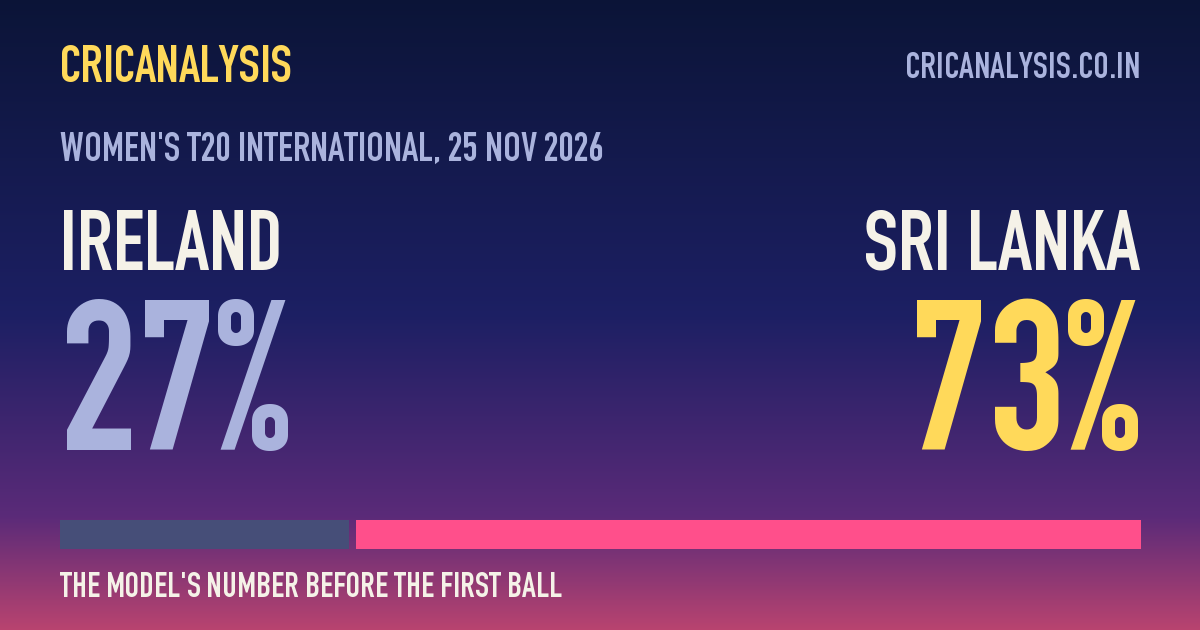 CRICANALYSIS
CRICANALYSIS.CO.IN
WOMEN'S T20 INTERNATIONAL, 25 NOV 2026
IRELAND
SRI LANKA
27%
73%
THE MODEL'S NUMBER BEFORE THE FIRST BALL